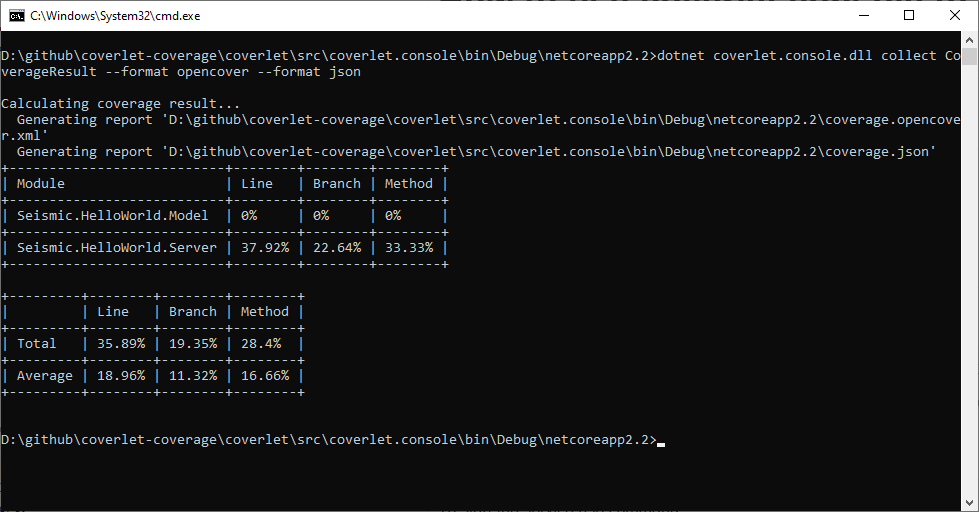 C:\Windows\System32\cmd.exe
D:\github\coverlet-coverage\coverlet\src\coverlet.console\bin\Debug\netcoreapp2.2>dotnet coverlet.console.dll collect Co
verageResult --format opencover --format json
Calculating coverage result...
  Generating report 'D:\github\coverlet-coverage\coverlet\src\coverlet.console\bin\Debug\netcoreapp2.2\coverage.opencove
r.xml'
  Generating report 'D:\github\coverlet-coverage\coverlet\src\coverlet.console\bin\Debug\netcoreapp2.2\coverage.json'
+---------------------------+--------+--------+--------+
| Module                    | Line   | Branch | Method |
+---------------------------+--------+--------+--------+
| Seismic.HelloWorld.Model  | 0%     | 0%     | 0%     |
+---------------------------+--------+--------+--------+
| Seismic.HelloWorld.Server | 37.92% | 22.64% | 33.33% |
+---------------------------+--------+--------+--------+
+---------+--------+--------+--------+
|         | Line   | Branch | Method |
+---------+--------+--------+--------+
| Total   | 35.89% | 19.35% | 28.4%  |
+---------+--------+--------+--------+
| Average | 18.96% | 11.32% | 16.66% |
+---------+--------+--------+--------+
D:\github\coverlet-coverage\coverlet\src\coverlet.console\bin\Debug\netcoreapp2.2>